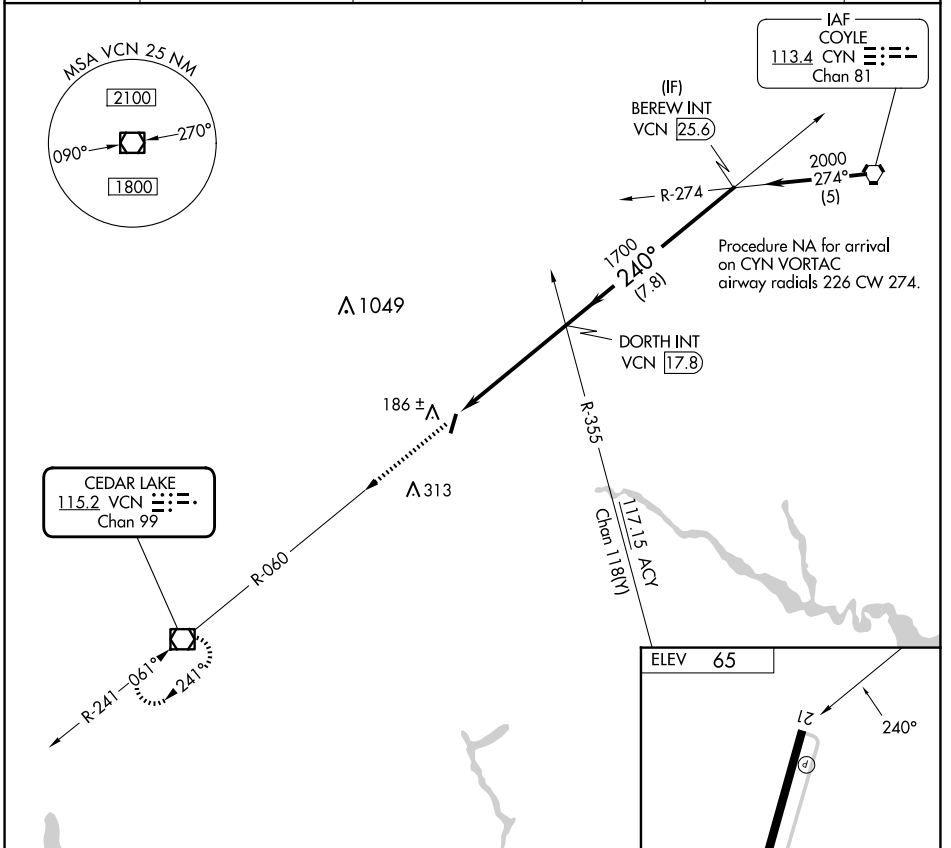 MSA VCN 25 NM
2100
090°
270°
1800
IAF
COYLE
113.4 CYN
Chan 81
(IF)
BEREW INT
VCN 25.6
2000
274°
(5)
R-274
1700
240°
(7.8)
Procedure NA for arrival
on CYN VORTAC
airway radials 226 CW 274.
1049
DORTH INT
VCN 17.8
186 ±
R-355
313
CEDAR LAKE
115.2 VCN
Chan 99
117.15 ACY
Chan 118(Y)
R-060
R-241
061°
241°
ELEV 65
21
240°
P